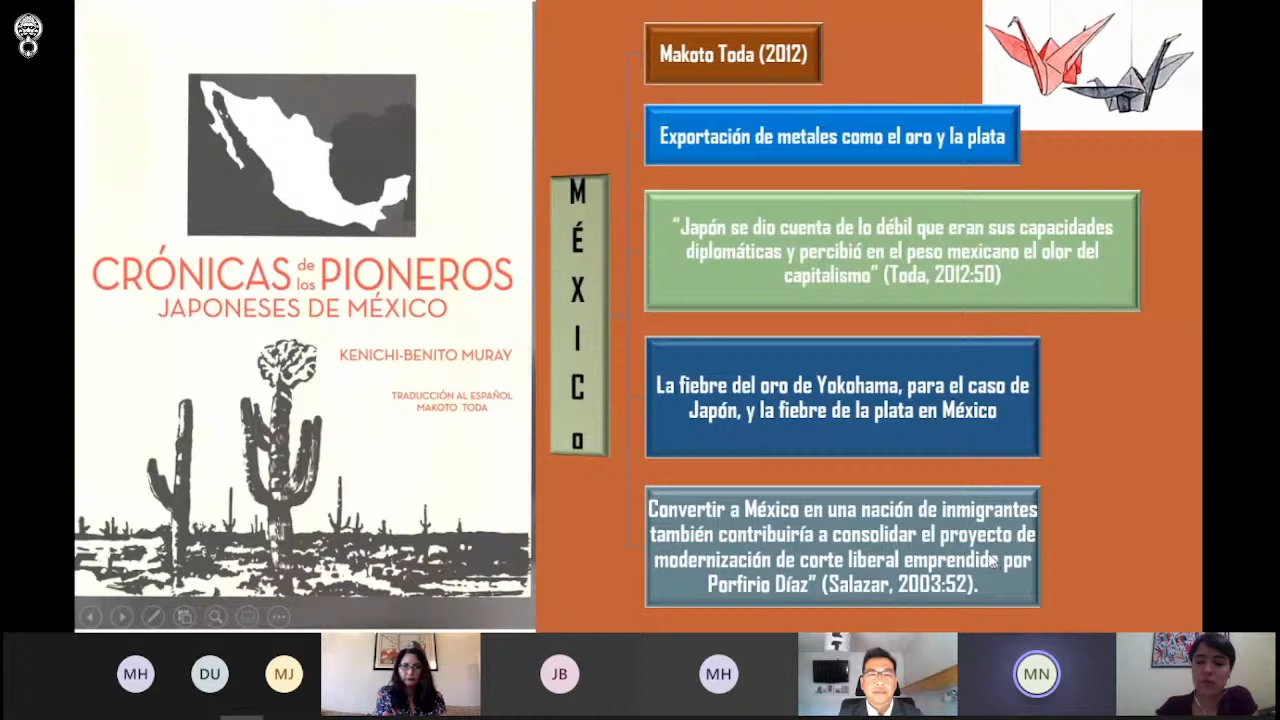 CRÓNICAS de los PIONEROS
JAPONESES DE MÉXICO
KENICHI-BENITO MURAY
TRADUCCIÓN AL ESPAÑOL
MAKOTO TODA
MÉXICo
Makoto Toda (2012)
Exportación de metales como el oro y la plata
“Japón se dio cuenta de lo débil que eran sus capacidades
diplomáticas y percibió en el peso mexicano el olor del
capitalismo” (Toda, 2012:50)
La fiebre del oro de Yokohama, para el caso de
Japón, y la fiebre de la plata en México
Convertir a México en una nación de inmigrantes
también contribuiría a consolidar el proyecto de
modernización de corte liberal emprendido por
Porfirio Díaz” (Salazar, 2003:52).
MH
DU
MJ
JB
MH
MN